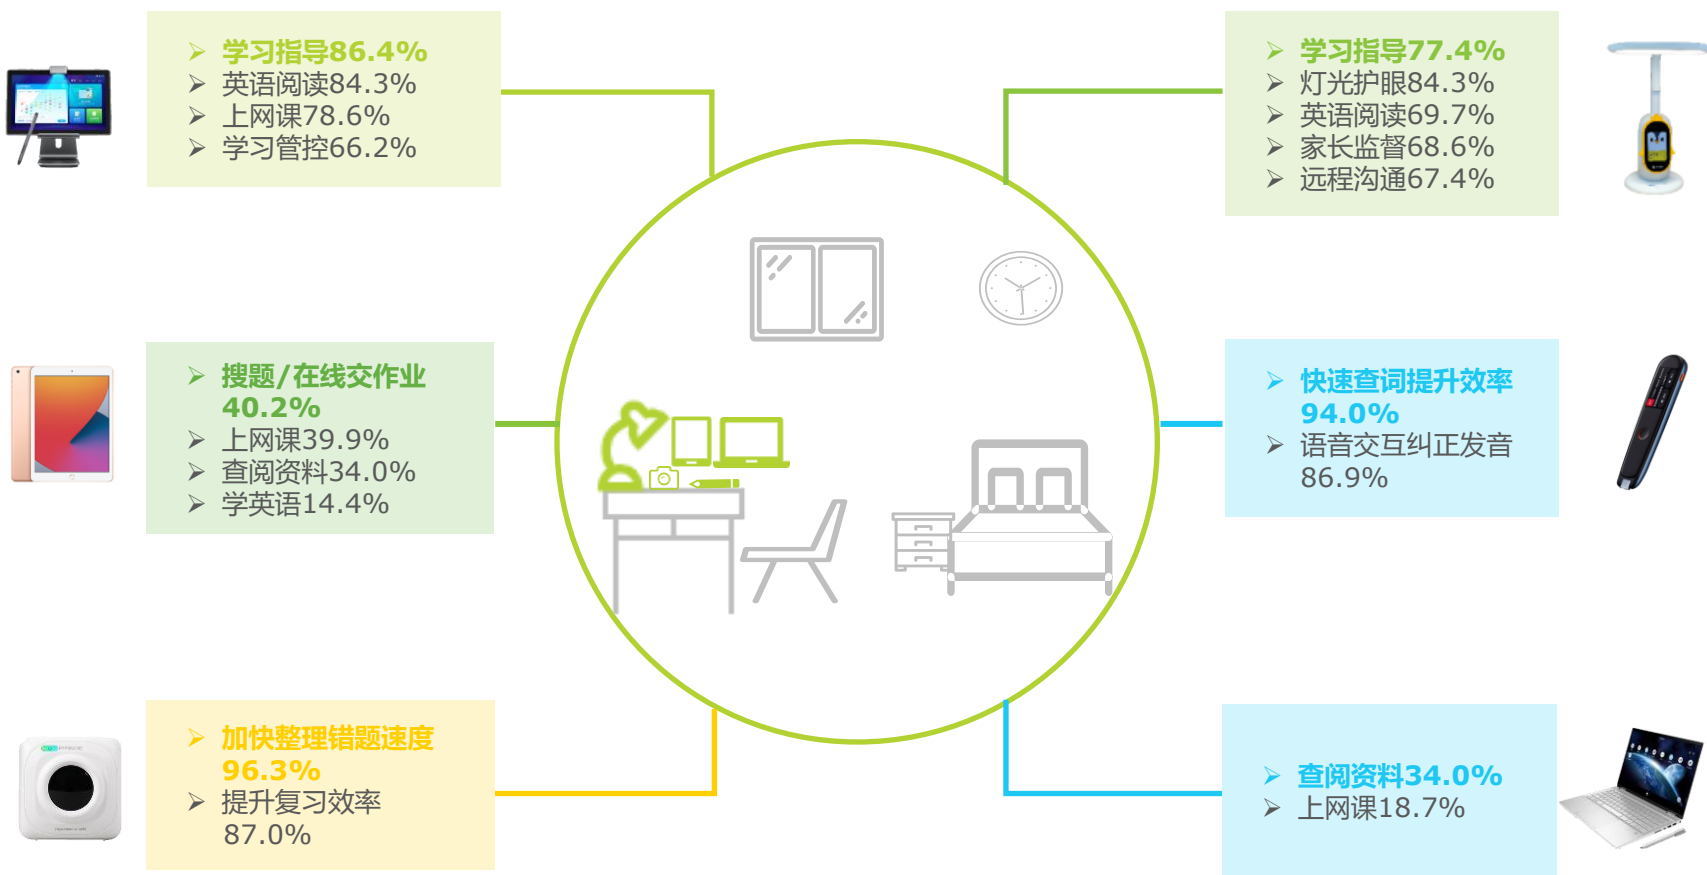 学习指导86.4%
英语阅读84.3%
上网课78.6%
学习管控66.2%
学习指导77.4%
灯光护眼84.3%
英语阅读69.7%
家长监督68.6%
远程沟通67.4%
搜题/在线交作业
40.2%
上网课39.9%
查阅资料34.0%
学英语14.4%
快速查词提升效率
94.0%
语音交互纠正发音
86.9%
加快整理错题速度
96.3%
提升复习效率
87.0%
查阅资料34.0%
上网课18.7%